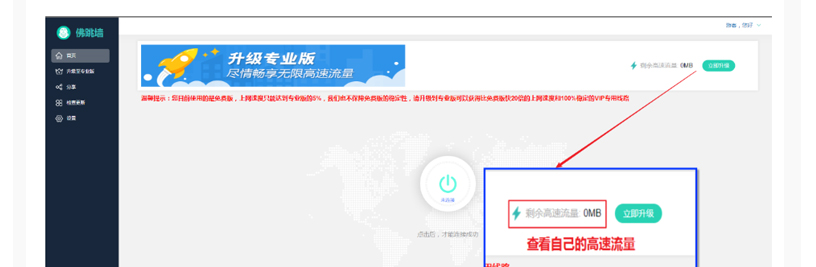 佛跳墙
首页
升级至专业版
分享
检查更新
设置
升级专业版
尽情畅享无限高速流量
剩余高速流量 0MB 立即升级
温馨提示：您目前使用的是免费版，上网速度只能达到专业版的5%，我们也不保障免费版的稳定性，请升级到专业版可以获得比免费版快20倍的上网速度和100%稳定的VIP专用线路
未连接
点击后，才能连接成功
剩余高速流量 0MB 立即升级
查看自己的高速流量